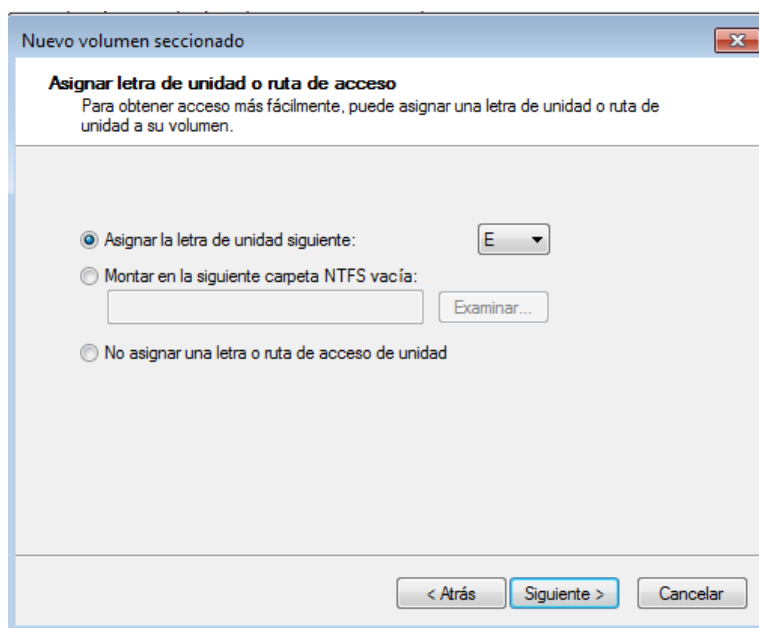 Nuevo volumen seccionado
Asignar letra de unidad o ruta de acceso
Para obtener acceso más fácilmente, puede asignar una letra de unidad o ruta de
unidad a su volumen.
Asignar la letra de unidad siguiente: E
Montar en la siguiente carpeta NTFS vacía:
Examinar...
No asignar una letra o ruta de acceso de unidad
< Atrás Siguiente > Cancelar